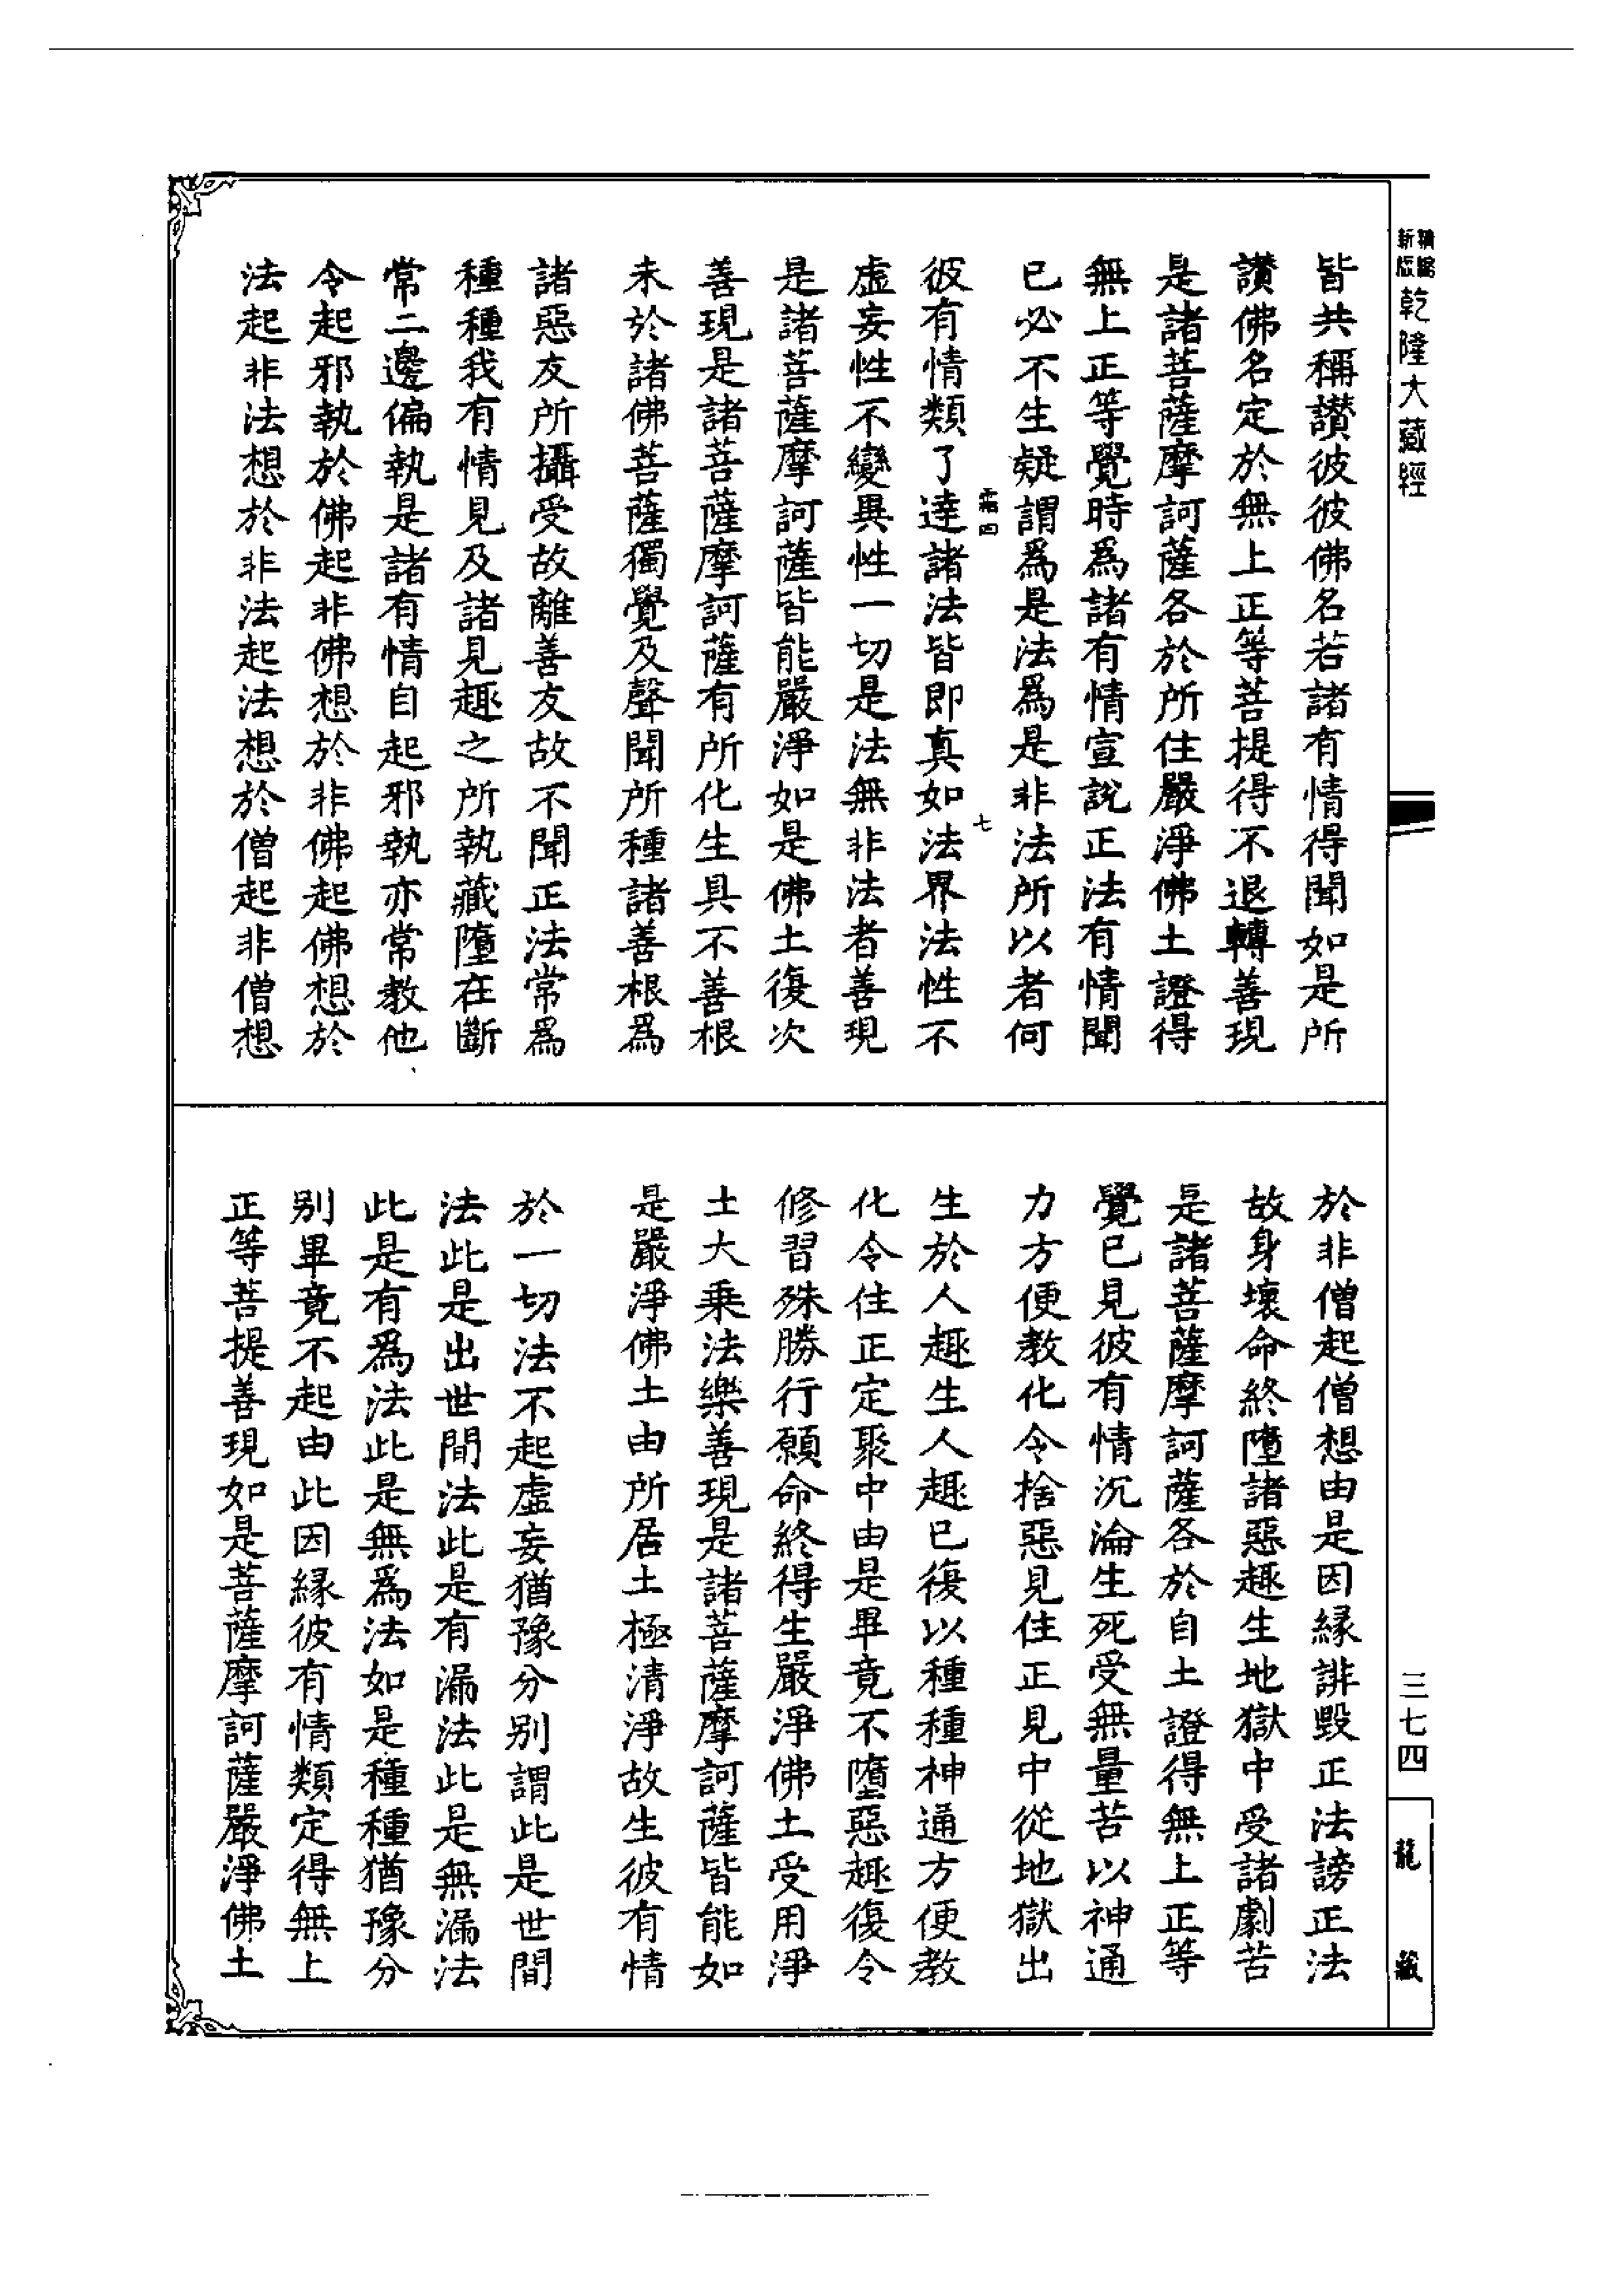 精縮
新版
乾隆大藏經
皆共稱讃彼彼佛名若諸有情得聞如是所
讃佛名定於無上正等菩提得不退轉善現
是諸菩薩摩訶薩各於所住嚴淨佛土證得
無上正等覺時爲諸有情宣說正法有情聞
已必不生疑謂爲是法爲是非法所以者何
霜四
七
彼有情類了達諸法皆即真如法界法性不
虛妄性不變異性一切是法無非法者善現
是諸菩薩摩訶薩皆能嚴淨如是佛土復次
善現是諸菩薩摩訶薩有所化生具不善根
未於諸佛菩薩獨覺及聲聞所種諸善根爲
諸惡友所攝受故離善友故不聞正法常爲
種種我有情見及諸見趣之所執藏墮在斷
常二邊偏執是諸有情自起邪執亦常教他
令起邪執於佛起非佛想於非佛起佛想於
法起非法想於非法起法想於僧起非僧想
於非僧起僧想由是因緣誹毀正法謗正法
故身壞命終墮諸惡趣生地獄中受諸劇苦
是諸菩薩摩訶薩各於自土證得無上正等
覺已見彼有情沉淪生死受無量苦以神通
力方便教化令捨惡見住正見中從地獄出
生於人趣生人趣已復以種種神通方便教
化令住正定聚中由是畢竟不墮惡趣復令
修習殊勝行願命終得生嚴淨佛土受用淨
土大乘法樂善現是諸菩薩摩訶薩皆能如
是嚴淨佛土由所居土極清淨故生彼有情
於一切法不起虛妄猶豫分別謂此是世間
法此是出世間法此是有漏法此是無漏法
此是有爲法此是無爲法如是種種猶豫分
別畢竟不起由此因緣彼有情類定得無上
正等菩提善現如是菩薩摩訶薩嚴淨佛土
三七四
龍藏